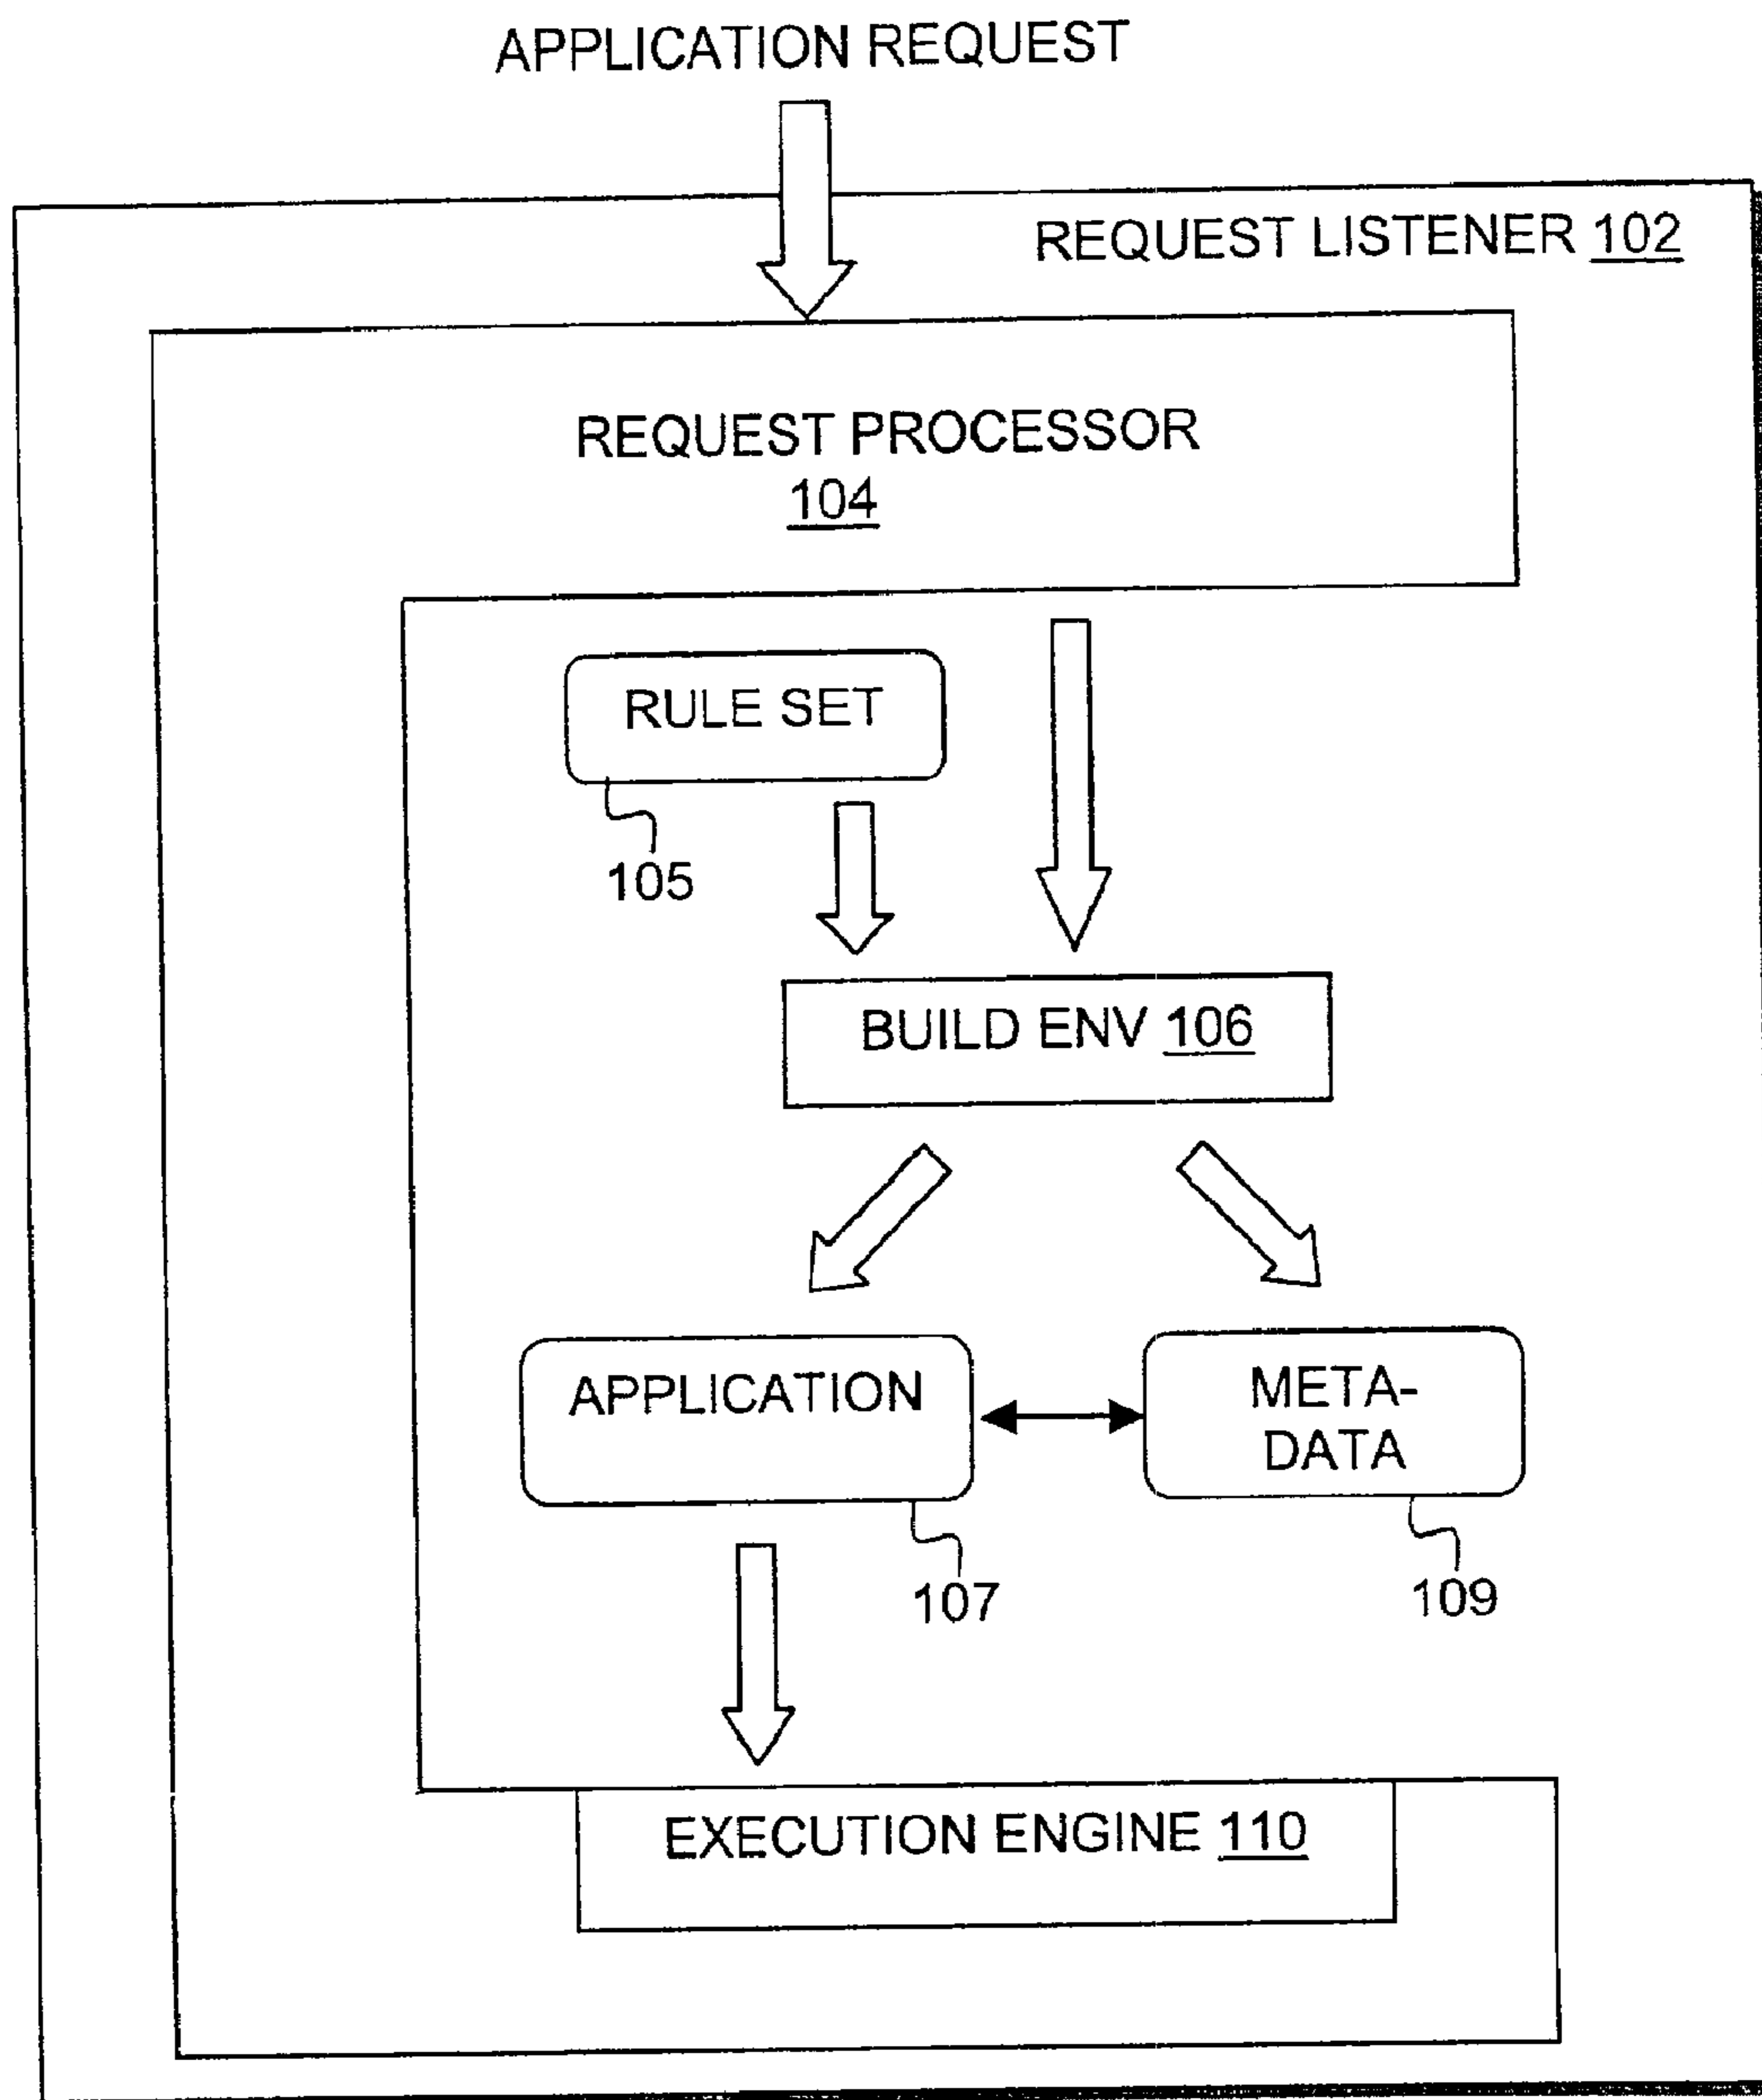 APPLICATION REQUEST
REQUEST LISTENER 102
REQUEST PROCESSOR
104
RULE SET
105
BUILD ENV 106
APPLICATION
META-
DATA
107
109
EXECUTION ENGINE 110